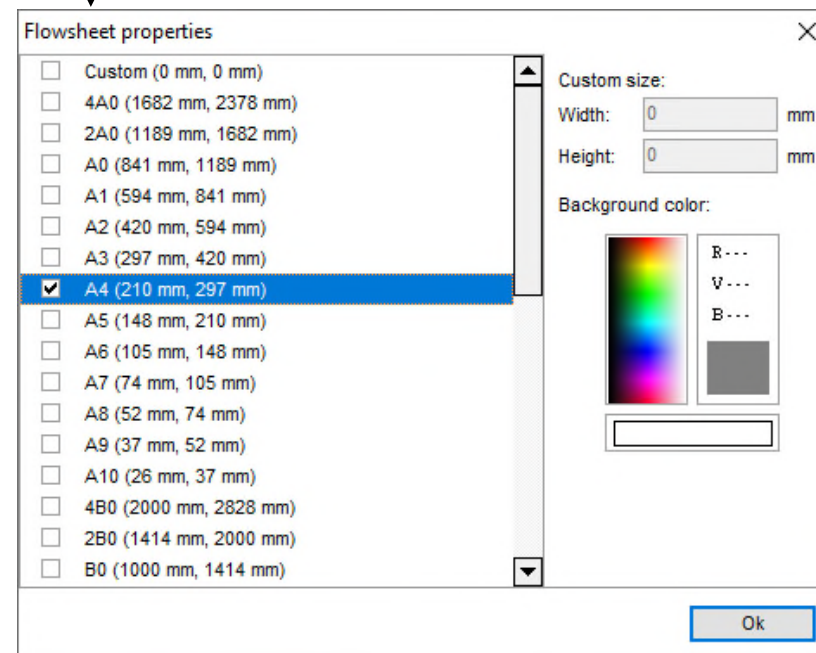 Flowsheet properties
Custom (0 mm, 0 mm)
4A0 (1682 mm, 2378 mm)
2A0 (1189 mm, 1682 mm)
A0 (841 mm, 1189 mm)
A1 (594 mm, 841 mm)
A2 (420 mm, 594 mm)
A3 (297 mm, 420 mm)
A4 (210 mm, 297 mm)
A5 (148 mm, 210 mm)
A6 (105 mm, 148 mm)
A7 (74 mm, 105 mm)
A8 (52 mm, 74 mm)
A9 (37 mm, 52 mm)
A10 (26 mm, 37 mm)
4B0 (2000 mm, 2828 mm)
2B0 (1414 mm, 2000 mm)
B0 (1000 mm, 1414 mm)
Custom size:
Width: 0 mm
Height: 0 mm
Background color:
R---
V---
B---
Ok